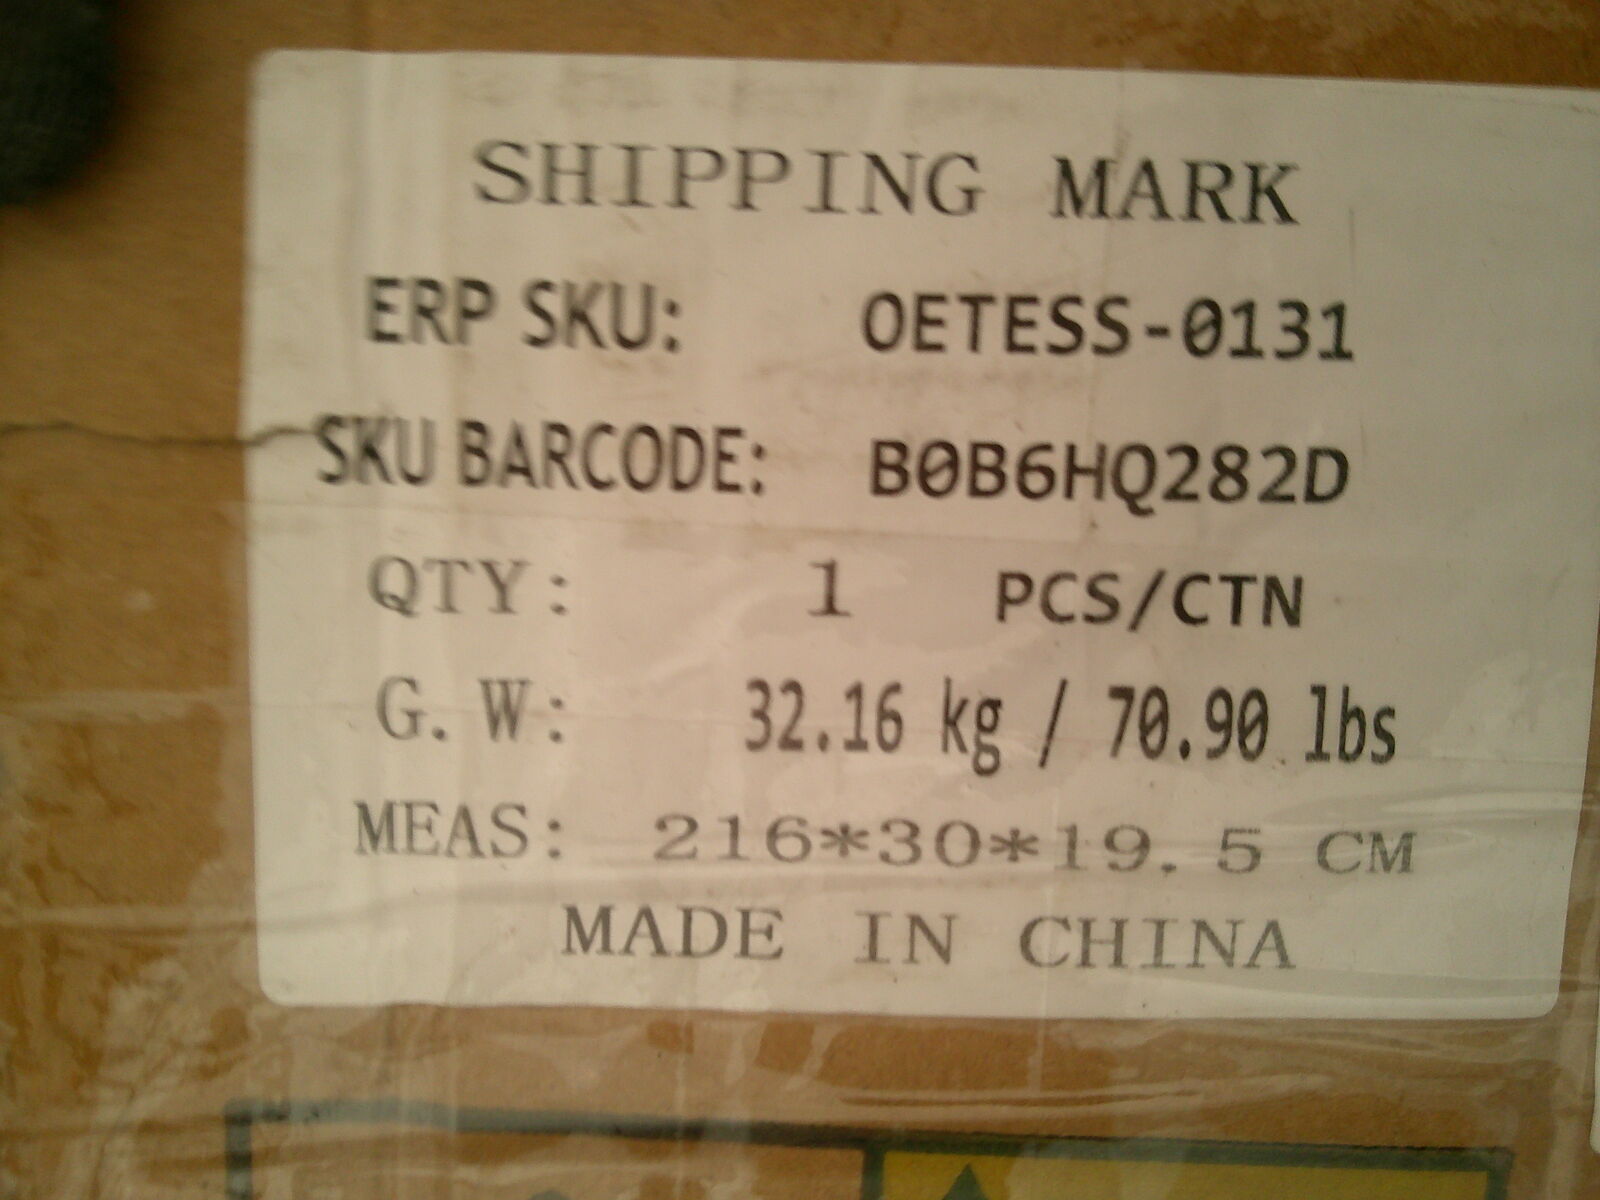 SHIPPING MARK
ERP SKU: OETESS-0131
SKU BARCODE: B0B6HQ282D
QTY: 1 PCS/CTN
G. W: 32.16 kg / 70.90 lbs
MEAS: 216*30*19. 5 CM
MADE IN CHINA